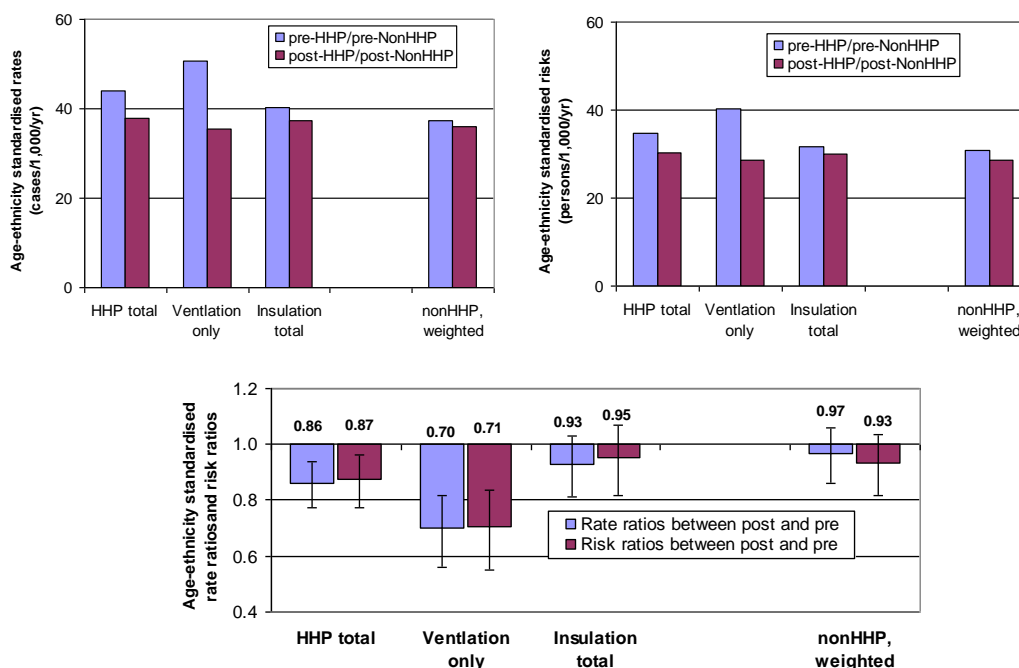 Age-ethnicity standardised rates
(cases/1,000/yr)
60
40
20
0
pre-HHP/pre-NonHHP
post-HHP/post-NonHHP
HHP total
Ventlation
only
Insulation
total
nonHHP,
weighted
Age-ethnicity standardised risks
(persons/1,000/yr)
60
40
20
0
pre-HHP/pre-NonHHP
post-HHP/post-NonHHP
HHP total
Ventlation
only
Insulation
total
nonHHP,
weighted
Age-ethnicity standardised
rate ratiosand risk ratios
1.2
1.0
0.8
0.6
0.4
0.86
0.87
0.70
0.71
0.93
0.95
0.97
0.93
Rate ratios between post and pre
Risk ratios between post and pre
HHP total
Ventlation
only
Insulation
total
nonHHP,
weighted